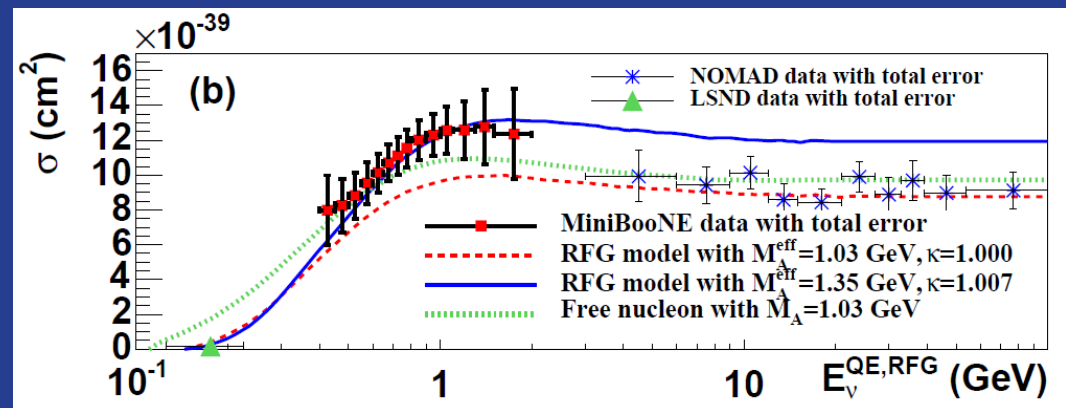 ×10⁻³⁹
σ (cm²)
16
14
12
10
8
6
4
2
0
(b)
NOMAD data with total error
LSND data with total error
MiniBooNE data with total error
RFG model with M_A^eff=1.03 GeV, κ=1.000
RFG model with M_A^eff=1.35 GeV, κ=1.007
Free nucleon with M_A=1.03 GeV
10⁻¹ 1 10 E_ν^QE,RFG (GeV)